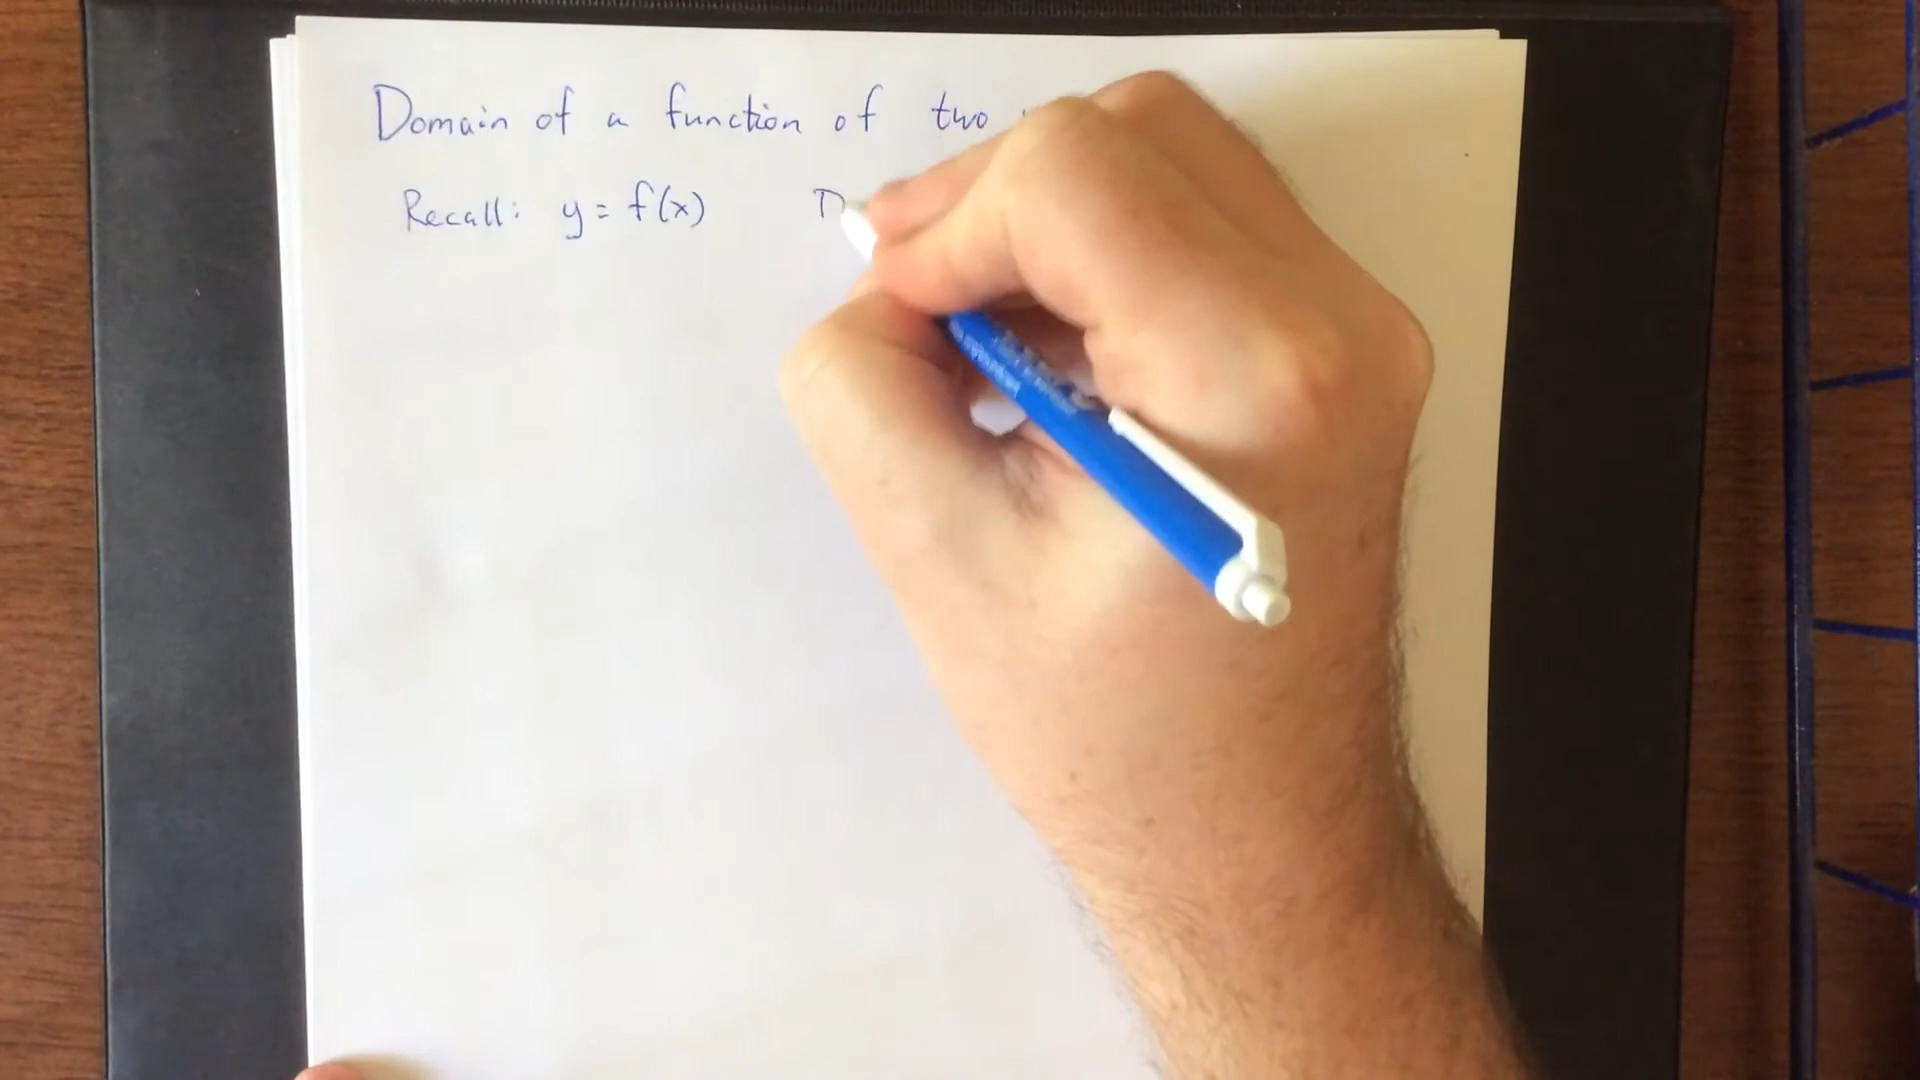 Domain of a function of two
Recall: y = f(x) D